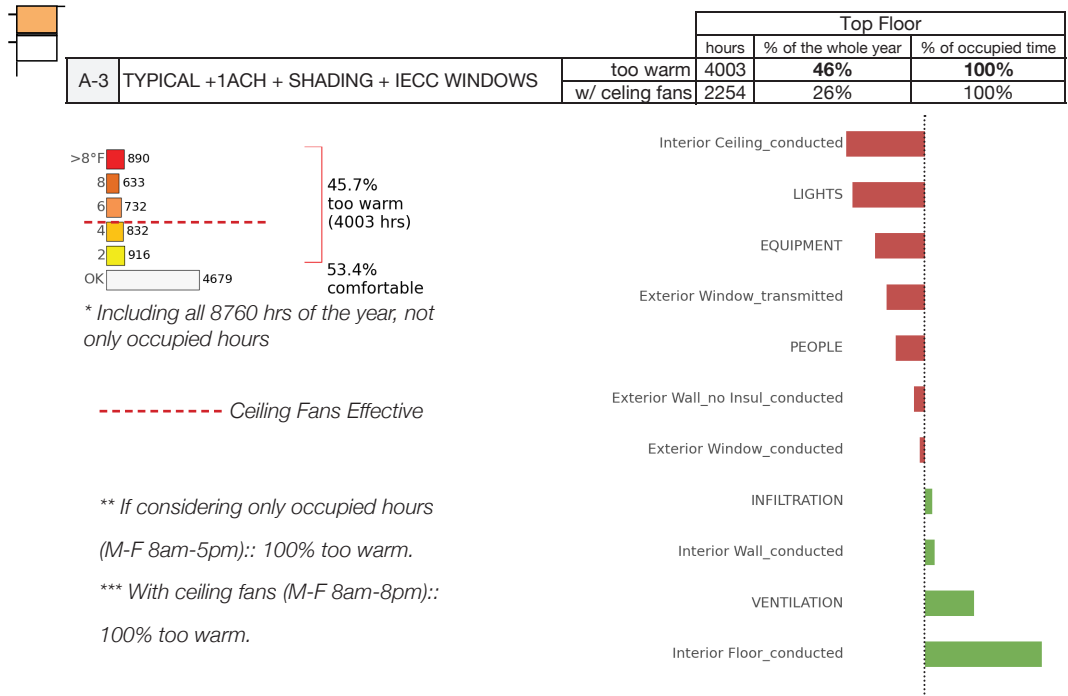 Top Floor
hours % of the whole year % of occupied time
A-3 TYPICAL +1ACH + SHADING + IECC WINDOWS too warm 4003 46% 100%
w/ celing fans 2254 26% 100%
>8°F 890
8 633
6 732
4 832
2 916
OK 4679
45.7%
too warm
(4003 hrs)
53.4%
comfortable
* Including all 8760 hrs of the year, not
only occupied hours
Ceiling Fans Effective
** If considering only occupied hours
(M-F 8am-5pm):: 100% too warm.
*** With ceiling fans (M-F 8am-8pm)::
100% too warm.
Interior Ceiling_conducted
LIGHTS
EQUIPMENT
Exterior Window_transmitted
PEOPLE
Exterior Wall_no Insul_conducted
Exterior Window_conducted
INFILTRATION
Interior Wall_conducted
VENTILATION
Interior Floor_conducted